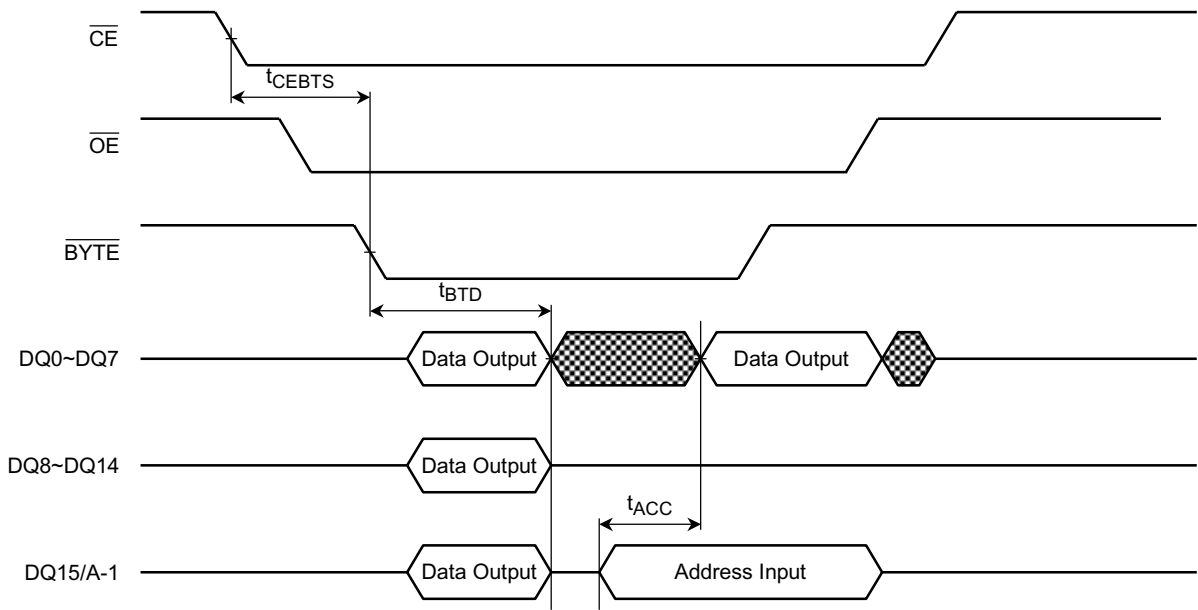 CE
tCEBTS
OE
BYTE
tBTD
DQ0~DQ7 Data Output Data Output
DQ8~DQ14 Data Output
tACC
DQ15/A-1 Data Output Address Input